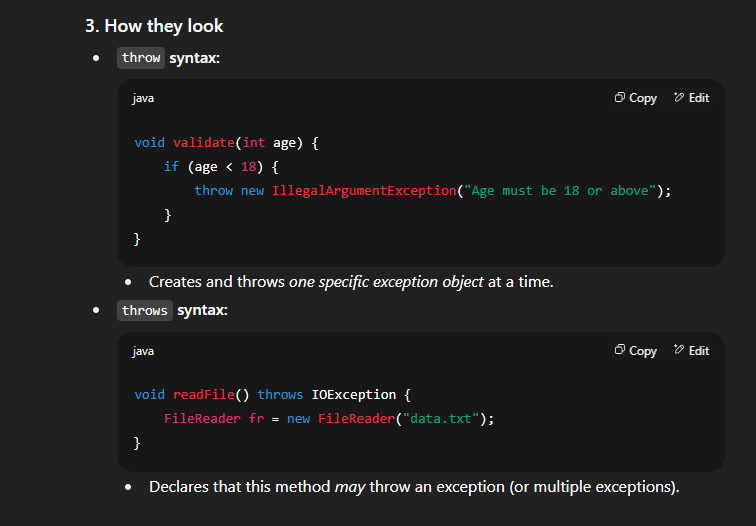 3. How they look
• throw syntax:
java Copy Edit
void validate(int age) {
    if (age < 18) {
        throw new IllegalArgumentException("Age must be 18 or above");
    }
}
• Creates and throws one specific exception object at a time.
• throws syntax:
java Copy Edit
void readFile() throws IOException {
    FileReader fr = new FileReader("data.txt");
}
• Declares that this method may throw an exception (or multiple exceptions).